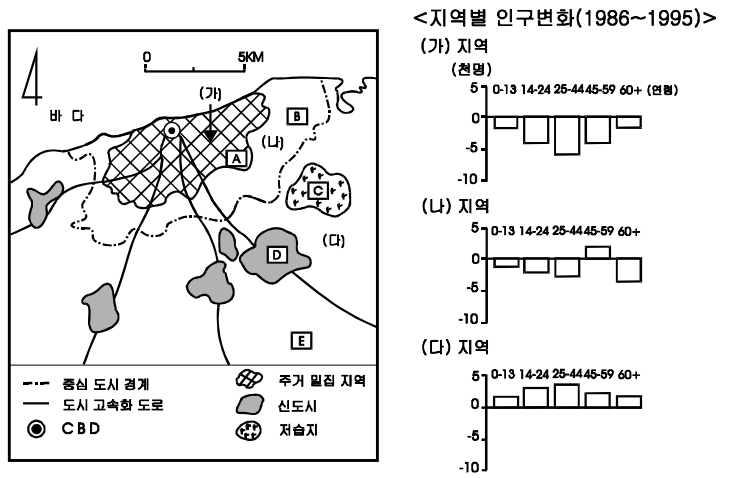 <지역별 인구변화(1986~1995)>
(가) 지역
(천명)
5
0
-5
-10
0-13 14-24 25-44 45-59 60+ (연령)
(나) 지역
5
0
-5
-10
0-13 14-24 25-44 45-59 60+
(다) 지역
5
0
-5
-10
0-13 14-24 25-44 45-59 60+
0 5KM
바 다
(가)
B
(나)
A
C
(다)
D
E
중심 도시 경계
도시 고속화 도로
CBD
주거 밀집 지역
신도시
저습지